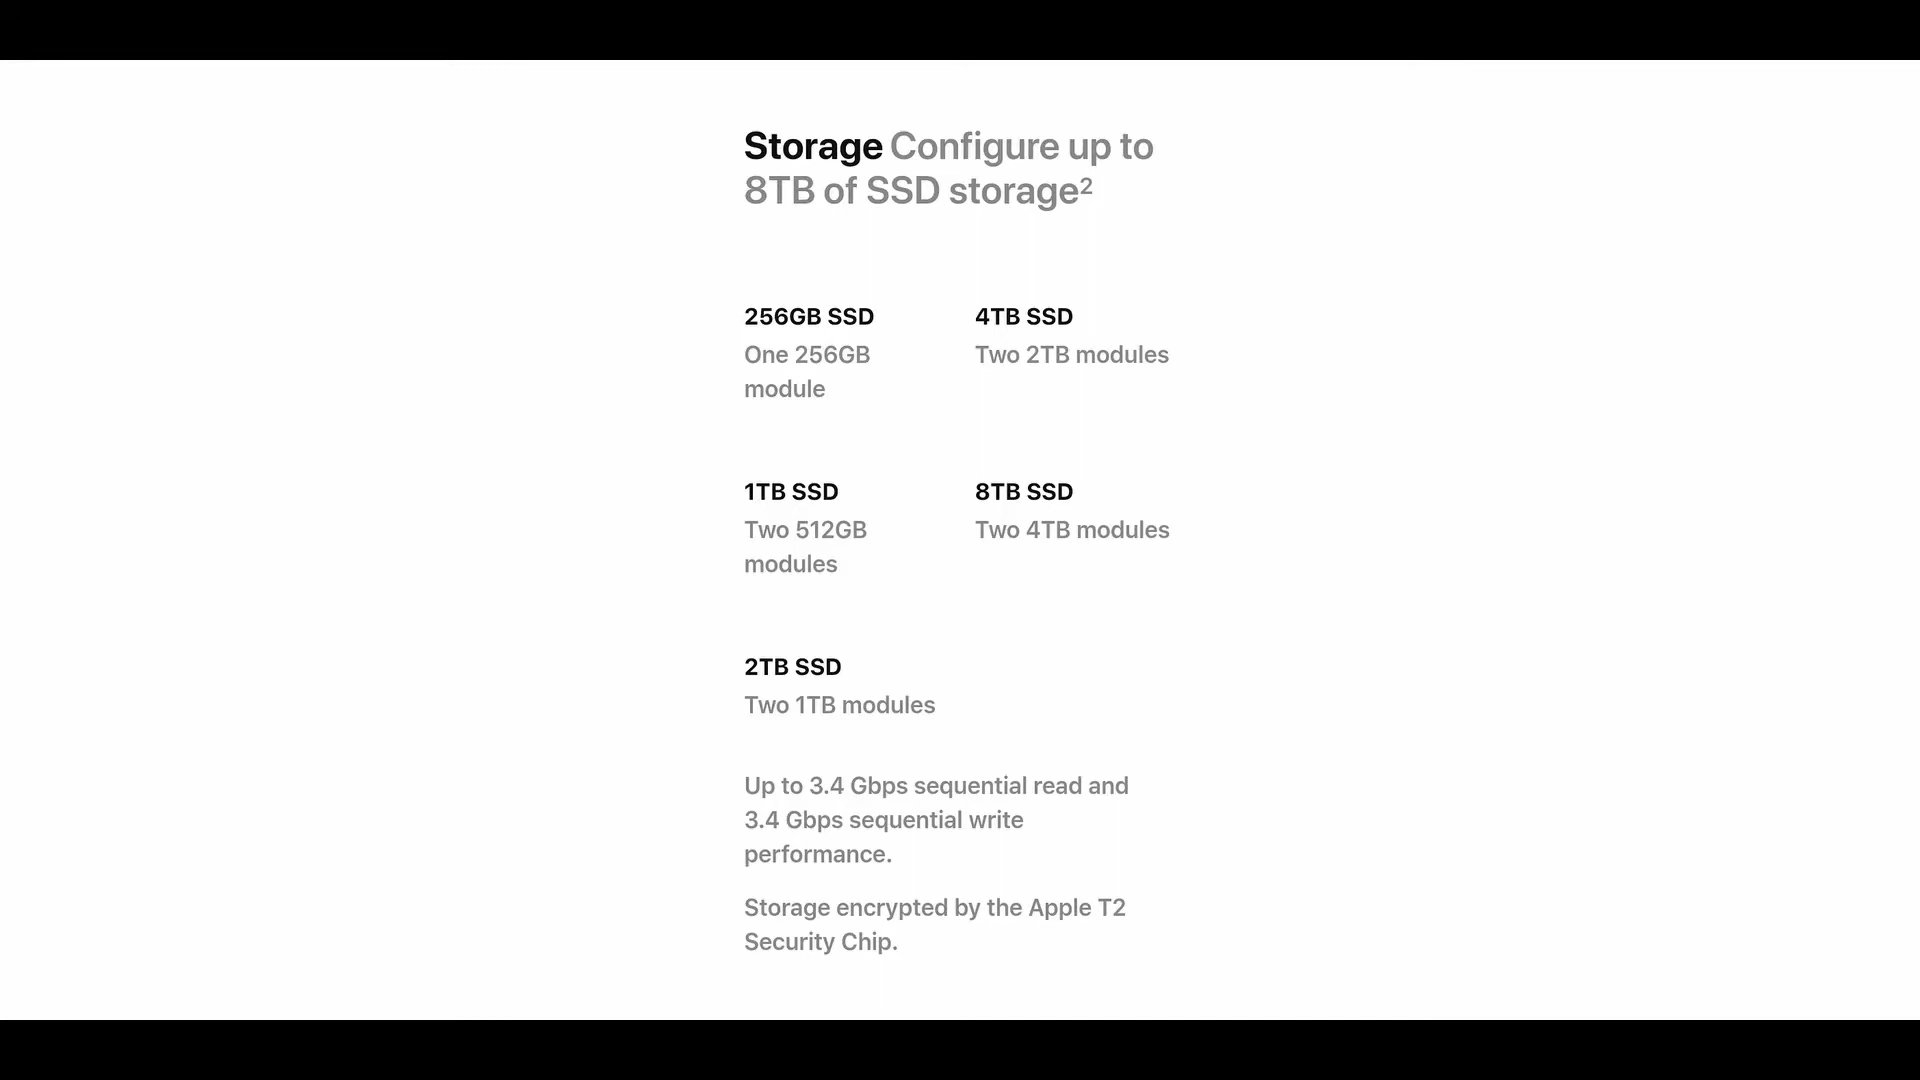 Storage Configure up to
8TB of SSD storage²
256GB SSD
One 256GB
module
4TB SSD
Two 2TB modules
1TB SSD
Two 512GB
modules
8TB SSD
Two 4TB modules
2TB SSD
Two 1TB modules
Up to 3.4 Gbps sequential read and
3.4 Gbps sequential write
performance.
Storage encrypted by the Apple T2
Security Chip.